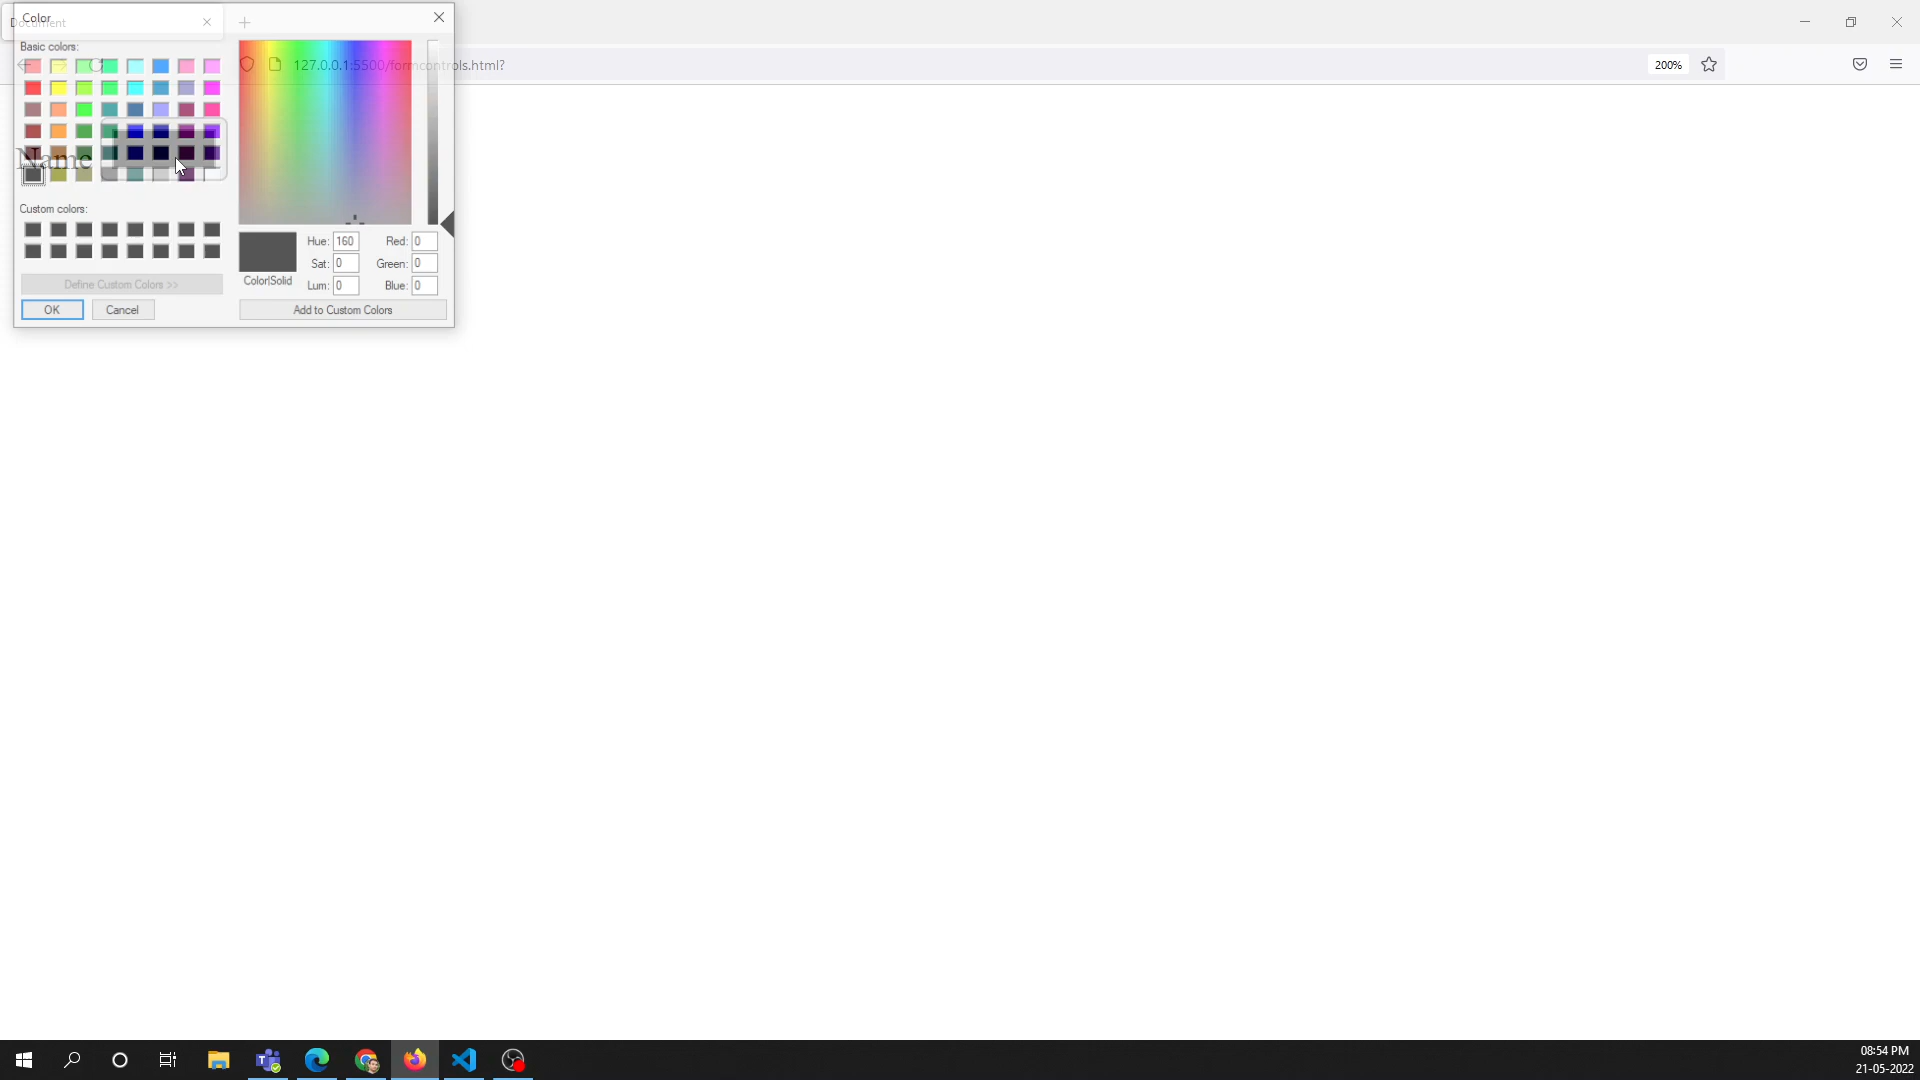 Color
Document
127.0.0.1:5500/formcontrols.html?
200%
Basic colors:
Name
Custom colors:
Hue: 160 Red: 0
Sat: 0 Green: 0
Color|Solid Lum: 0 Blue: 0
Define Custom Colors >>
OK Cancel Add to Custom Colors
08:54 PM
21-05-2022